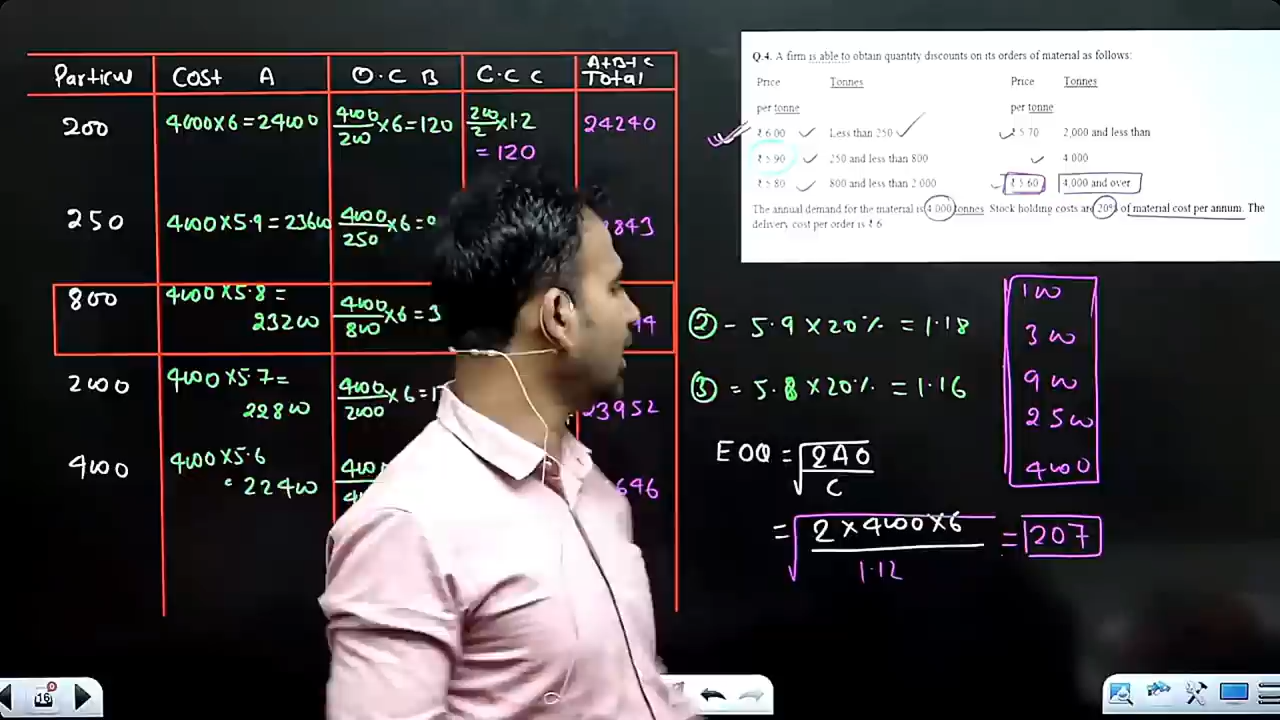 Particu
Cost A
O.C B
C.C C
A+B+C
Total
200
4000×6=24000
4000/200 ×6=120
200/2 ×1.2
= 120
24240
250
4000×5.9=23600
4000/250 ×6=9
843
800
4000×5.8=
23200
4000/800 ×6=3
94
2000
4000×5.7=
22800
4000/2000 ×6=1
23952
4000
4000×5.6
22400
400
646
Q.4. A firm is able to obtain quantity discounts on its orders of material as follows:
Price Tonnes Price Tonnes
per tonne per tonne
₹ 6.00 Less than 250 ₹ 5.70 2,000 and less than
₹ 5.90 250 and less than 800 4 000
₹ 5.80 800 and less than 2 000 ₹ 5.60 4,000 and over
The annual demand for the material is 4 000 tonnes. Stock holding costs are 20% of material cost per annum. The
delivery cost per order is ₹ 6
② - 5.9 × 20% = 1.18
③ = 5.8 × 20% = 1.16
EOQ = √2AO/C
= √2×4000×6/1.12 = 207
100
300
900
2500
4000
16